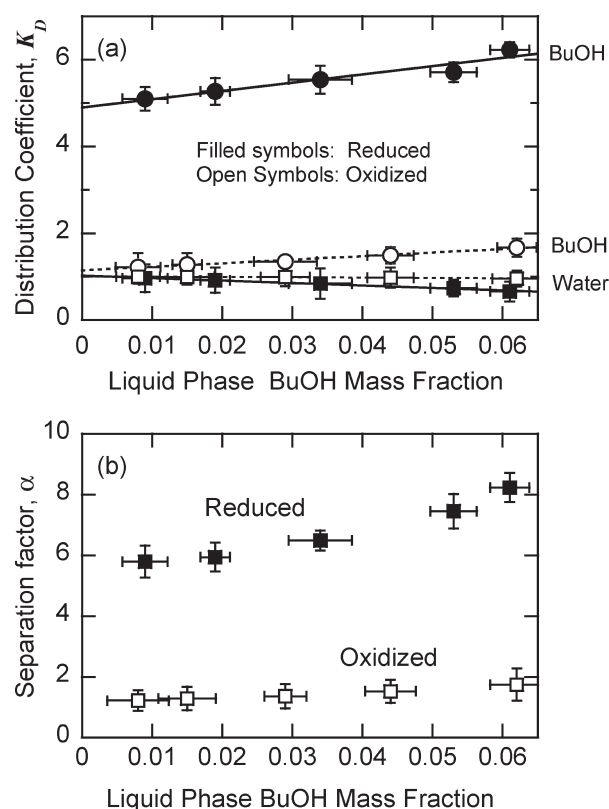 (a)
Distribution Coefficient, K_D
6
4
2
0
BuOH
Filled symbols: Reduced
Open Symbols: Oxidized
BuOH
Water
0 0.01 0.02 0.03 0.04 0.05 0.06
Liquid Phase BuOH Mass Fraction
(b)
Separation factor, α
10
8
6
4
2
0
Reduced
Oxidized
0 0.01 0.02 0.03 0.04 0.05 0.06
Liquid Phase BuOH Mass Fraction